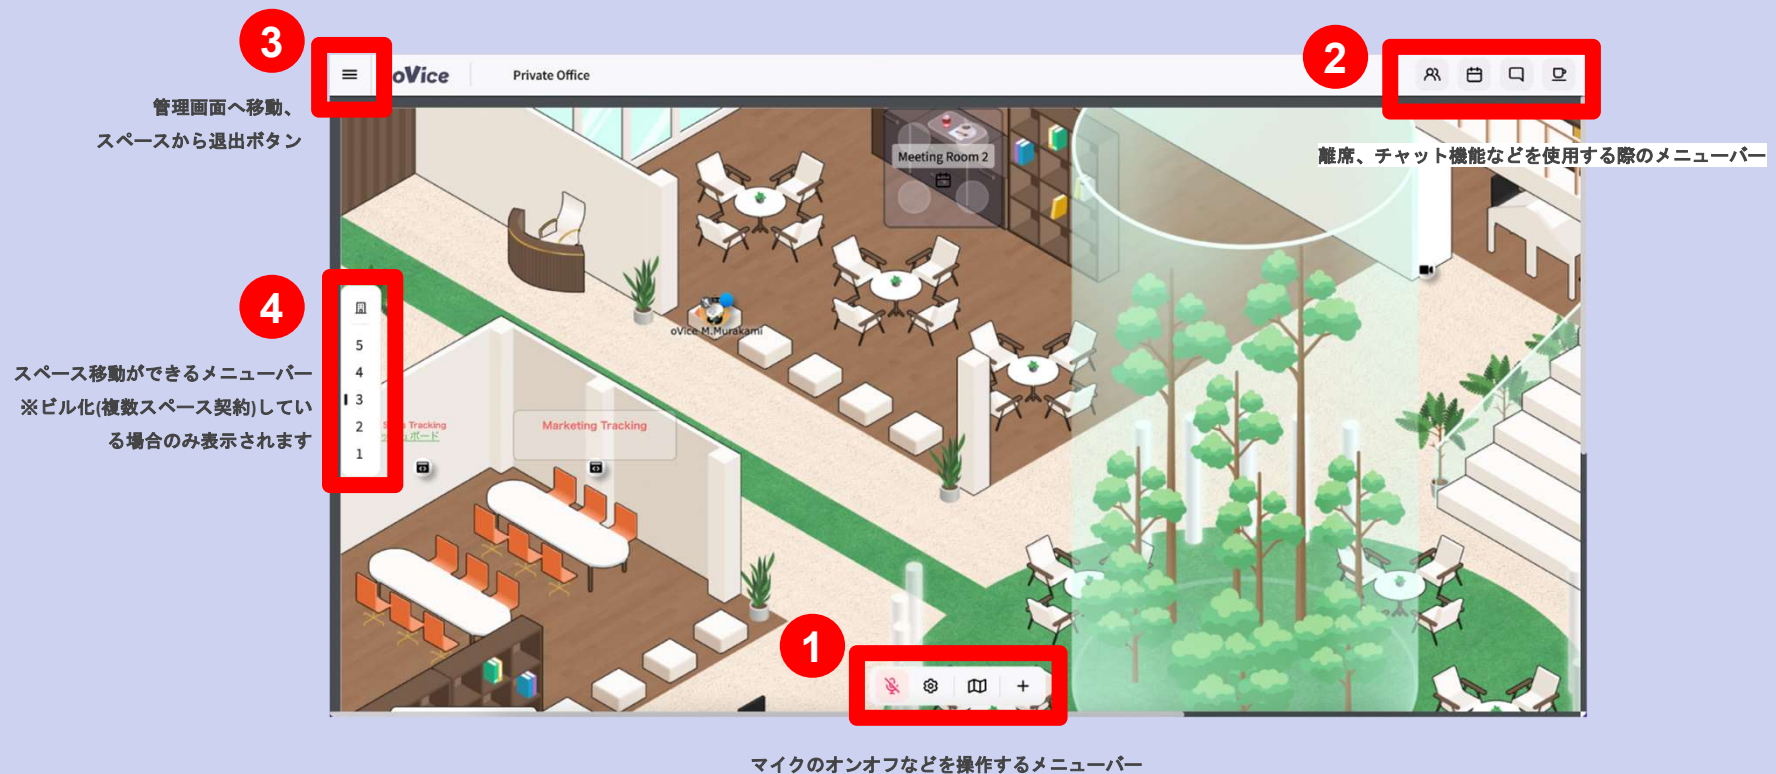 3
管理画面へ移動、
スペースから退出ボタン
oVice
Private Office
2
離席、チャット機能などを使用する際のメニューバー
Meeting Room 2
oVice M.Murakami
4
スペース移動ができるメニューバー
※ビル化(複数スペース契約)してい
る場合のみ表示されます
5
4
3
2
1
Tracking
ボード
Marketing Tracking
1
マイクのオンオフなどを操作するメニューバー